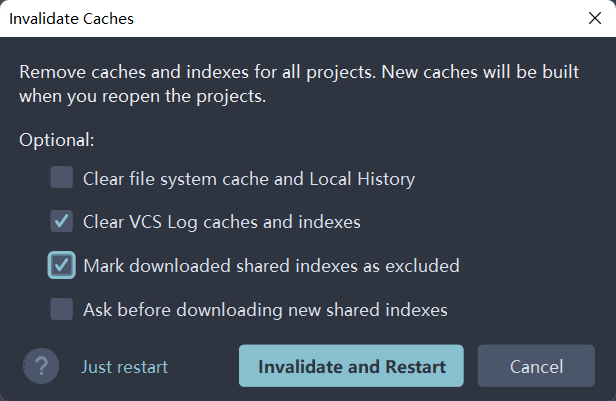 Invalidate Caches
Remove caches and indexes for all projects. New caches will be built
when you reopen the projects.
Optional:
Clear file system cache and Local History
Clear VCS Log caches and indexes
Mark downloaded shared indexes as excluded
Ask before downloading new shared indexes
? Just restart Invalidate and Restart Cancel